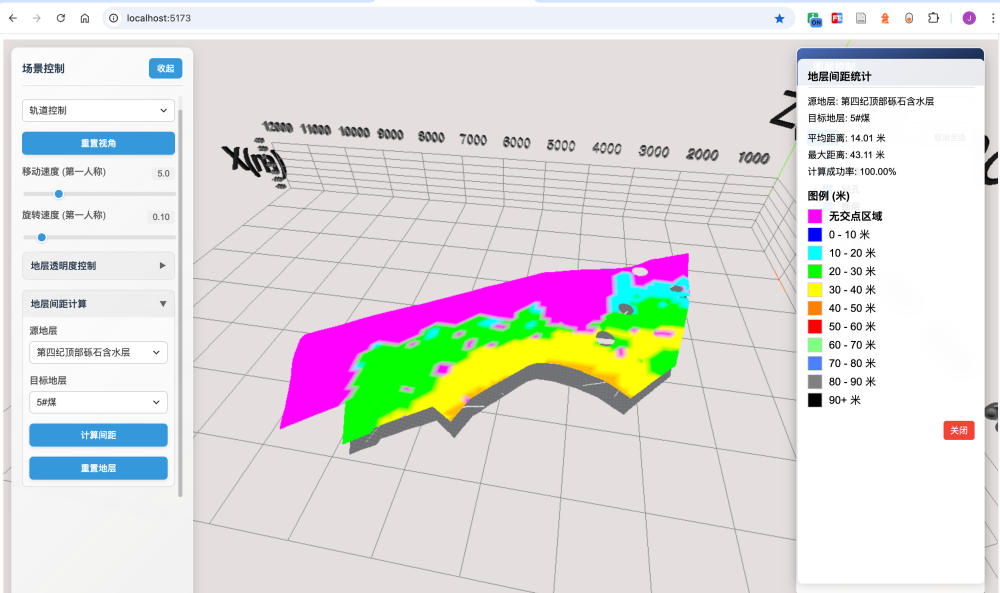 localhost:5173
ON
J
场景控制
收起
轨道控制
重置视角
移动速度 (第一人称)
5.0
旋转速度 (第一人称)
0.10
地层透明度控制
地层间距计算
源地层
第四纪顶部砾石含水层
目标地层
5#煤
计算间距
重置地层
12000 11000 10000 9000 8000 7000 6000 5000 4000 3000 2000 1000
X(m)
Z
地层间距统计
源地层: 第四纪顶部砾石含水层
目标地层: 5#煤
平均距离: 14.01 米
最大距离: 43.11 米
计算成功率: 100.00%
图例 (米)
无交点区域
0 - 10 米
10 - 20 米
20 - 30 米
30 - 40 米
40 - 50 米
50 - 60 米
60 - 70 米
70 - 80 米
80 - 90 米
90+ 米
关闭